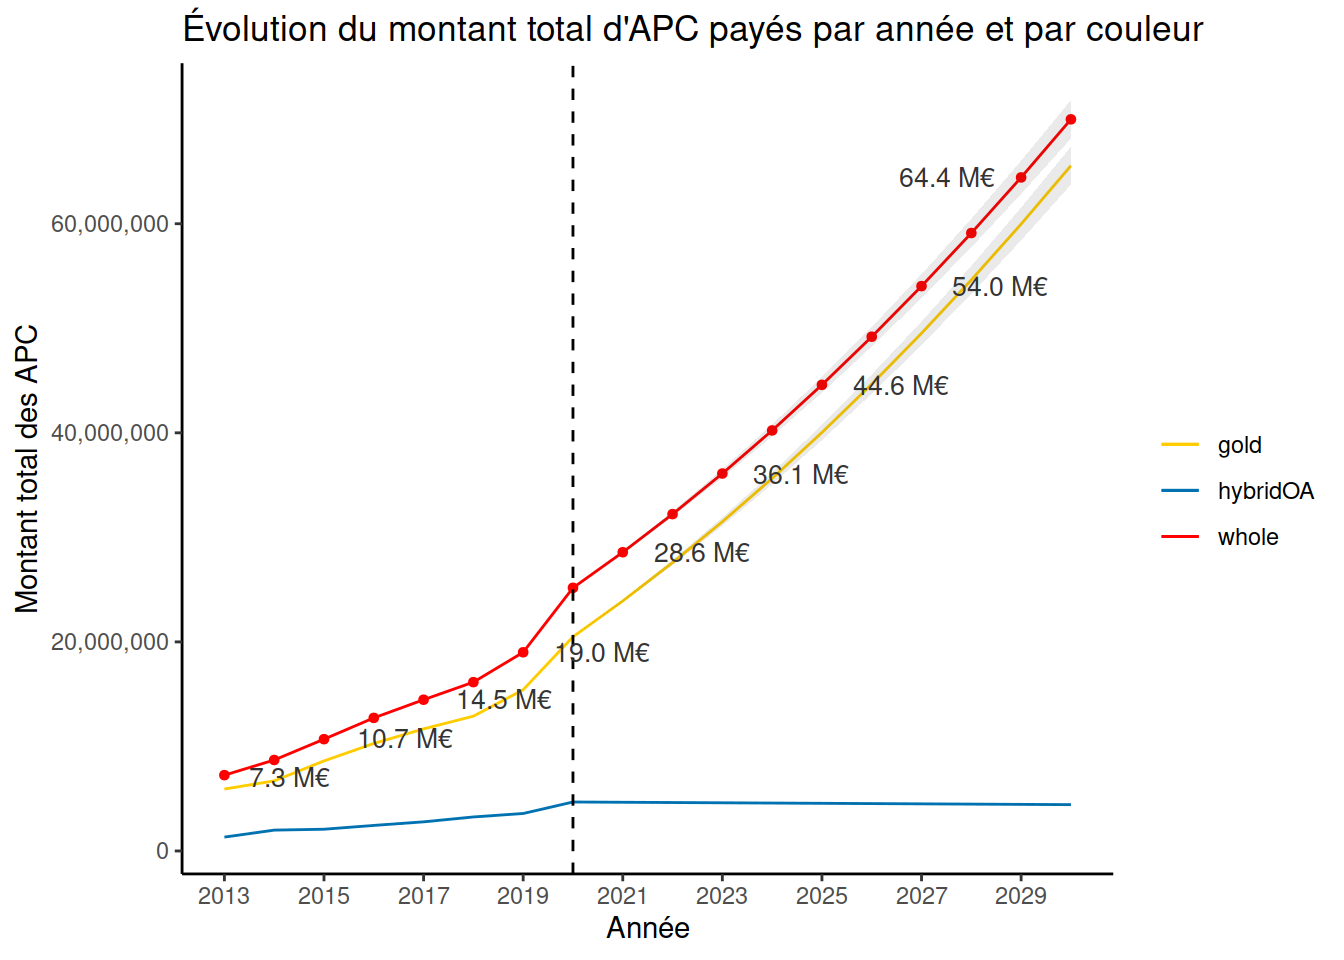 Évolution du montant total d'APC payés par année et par couleur
Montant total des APC
60,000,000
40,000,000
20,000,000
0
64.4 M€
54.0 M€
44.6 M€
36.1 M€
28.6 M€
19.0 M€
14.5 M€
10.7 M€
7.3 M€
gold
hybridOA
whole
2013 2015 2017 2019 2021 2023 2025 2027 2029
Année